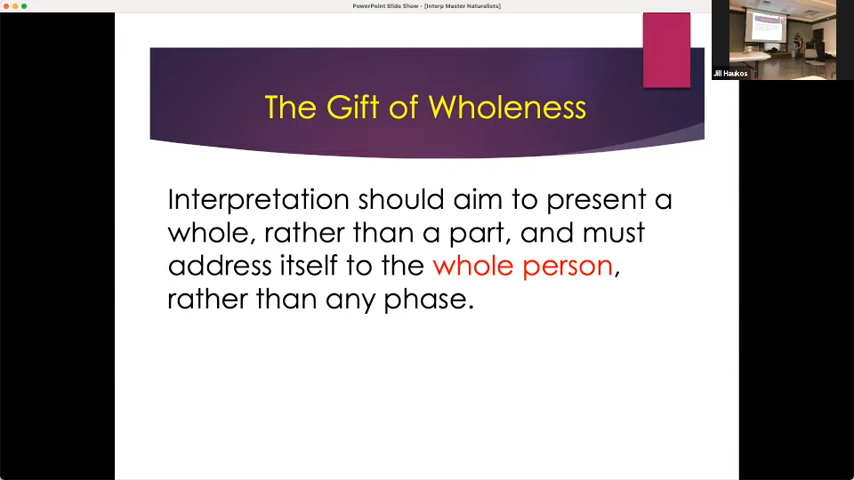 PowerPoint Slide Show - [Interp Master Naturalists]
Jill Haukos
The Gift of Wholeness
Interpretation should aim to present a
whole, rather than a part, and must
address itself to the whole person,
rather than any phase.